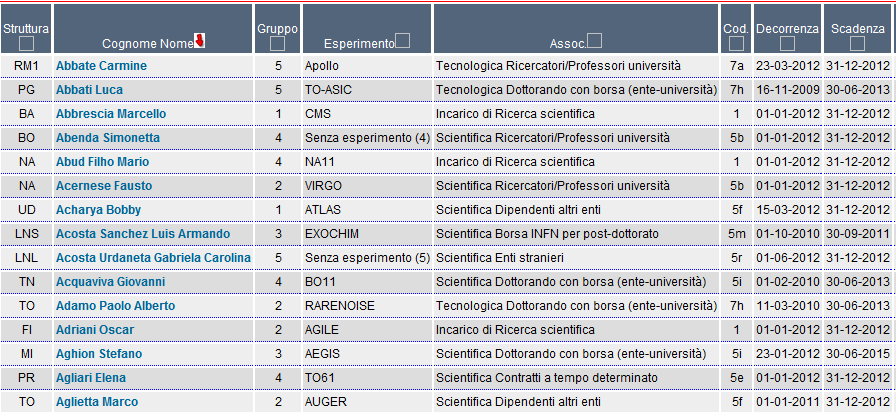 Struttura Cognome Nome Gruppo Esperimento Assoc. Cod. Decorrenza Scadenza
RM1 Abbate Carmine 5 Apollo Tecnologica Ricercatori/Professori università 7a 23-03-2012 31-12-2012
PG Abbati Luca 5 TO-ASIC Tecnologica Dottorando con borsa (ente-università) 7h 16-11-2009 30-06-2013
BA Abbrescia Marcello 1 CMS Incarico di Ricerca scientifica 1 01-01-2012 31-12-2012
BO Abenda Simonetta 4 Senza esperimento (4) Scientifica Ricercatori/Professori università 5b 01-01-2012 31-12-2012
NA Abud Filho Mario 4 NA11 Incarico di Ricerca scientifica 1 01-01-2012 31-12-2012
NA Acernese Fausto 2 VIRGO Scientifica Ricercatori/Professori università 5b 01-01-2012 31-12-2012
UD Acharya Bobby 1 ATLAS Scientifica Dipendenti altri enti 5f 15-03-2012 31-12-2012
LNS Acosta Sanchez Luis Armando 3 EXOCHIM Scientifica Borsa INFN per post-dottorato 5m 01-10-2010 30-09-2011
LNL Acosta Urdaneta Gabriela Carolina 5 Senza esperimento (5) Scientifica Enti stranieri 5r 01-06-2012 31-12-2012
TN Acquaviva Giovanni 4 BO11 Scientifica Dottorando con borsa (ente-università) 5i 01-02-2010 30-06-2013
TO Adamo Paolo Alberto 2 RARENOISE Tecnologica Dottorando con borsa (ente-università) 7h 11-03-2010 30-06-2013
FI Adriani Oscar 2 AGILE Incarico di Ricerca scientifica 1 01-01-2012 31-12-2012
MI Aghion Stefano 3 AEGIS Scientifica Dottorando con borsa (ente-università) 5i 23-01-2012 30-06-2015
PR Agliari Elena 4 TO61 Scientifica Contratti a tempo determinato 5e 01-01-2012 31-12-2012
TO Aglietta Marco 2 AUGER Scientifica Dipendenti altri enti 5f 01-01-2011 31-12-2012